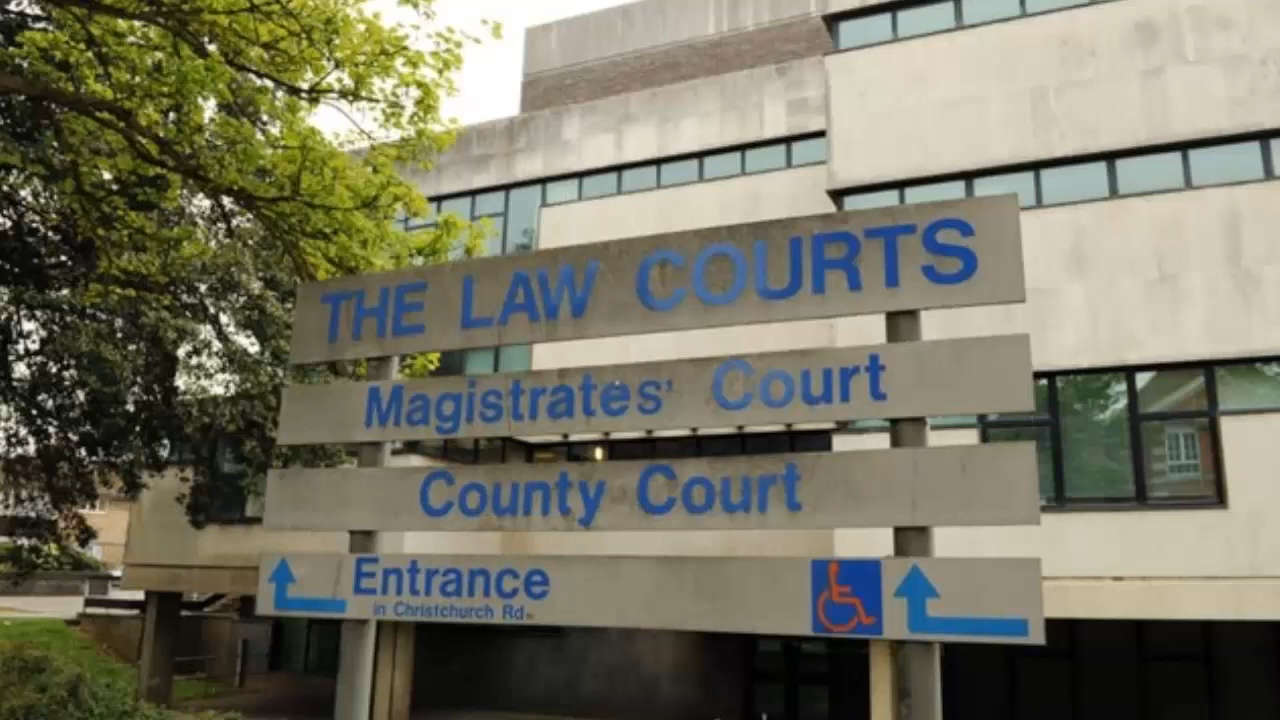 THE LAW COURTS
Magistrates' Court
County Court
Entrance
in Christchurch Rd.